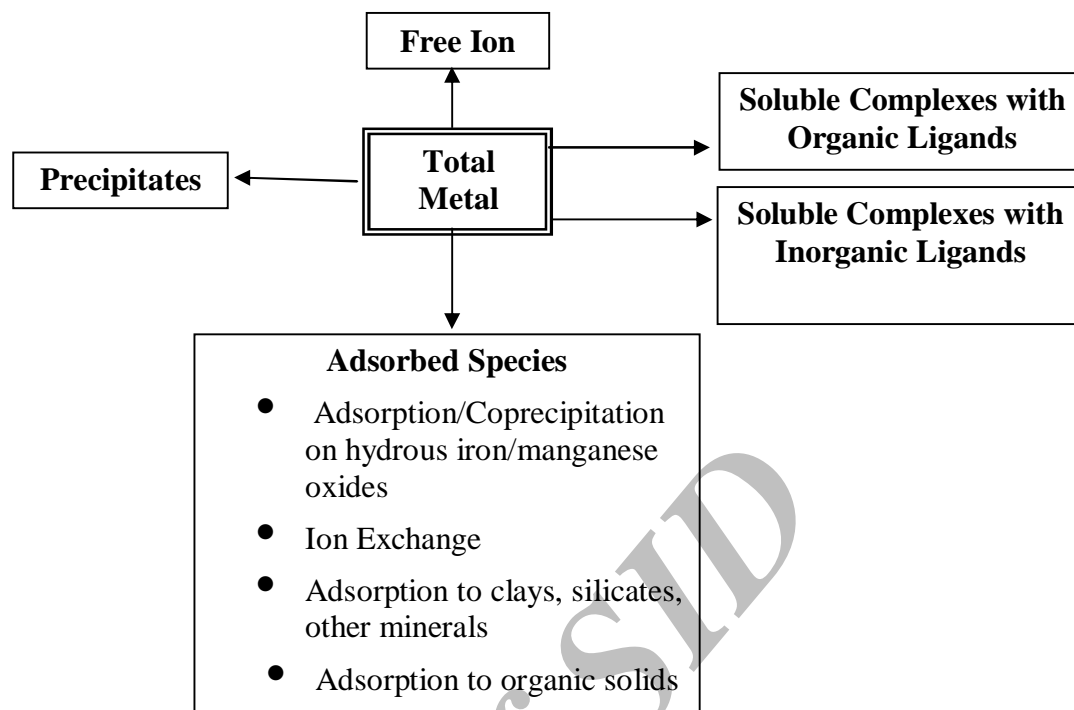 Free Ion
Soluble Complexes with
Organic Ligands
Total
Metal
Precipitates
Soluble Complexes with
Inorganic Ligands
Adsorbed Species
• Adsorption/Coprecipitation
on hydrous iron/manganese
oxides
• Ion Exchange
• Adsorption to clays, silicates,
other minerals
• Adsorption to organic solids
SID